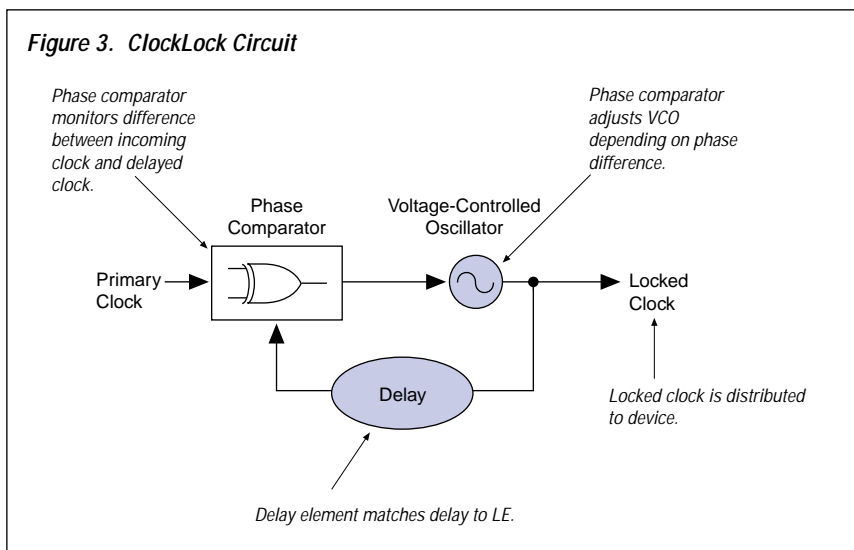 Figure 3. ClockLock Circuit
Phase comparator
monitors difference
between incoming
clock and delayed
clock.
Phase comparator
adjusts VCO
depending on phase
difference.
Phase
Comparator
Voltage-Controlled
Oscillator
Primary
Clock
Locked
Clock
Delay
Locked clock is distributed
to device.
Delay element matches delay to LE.